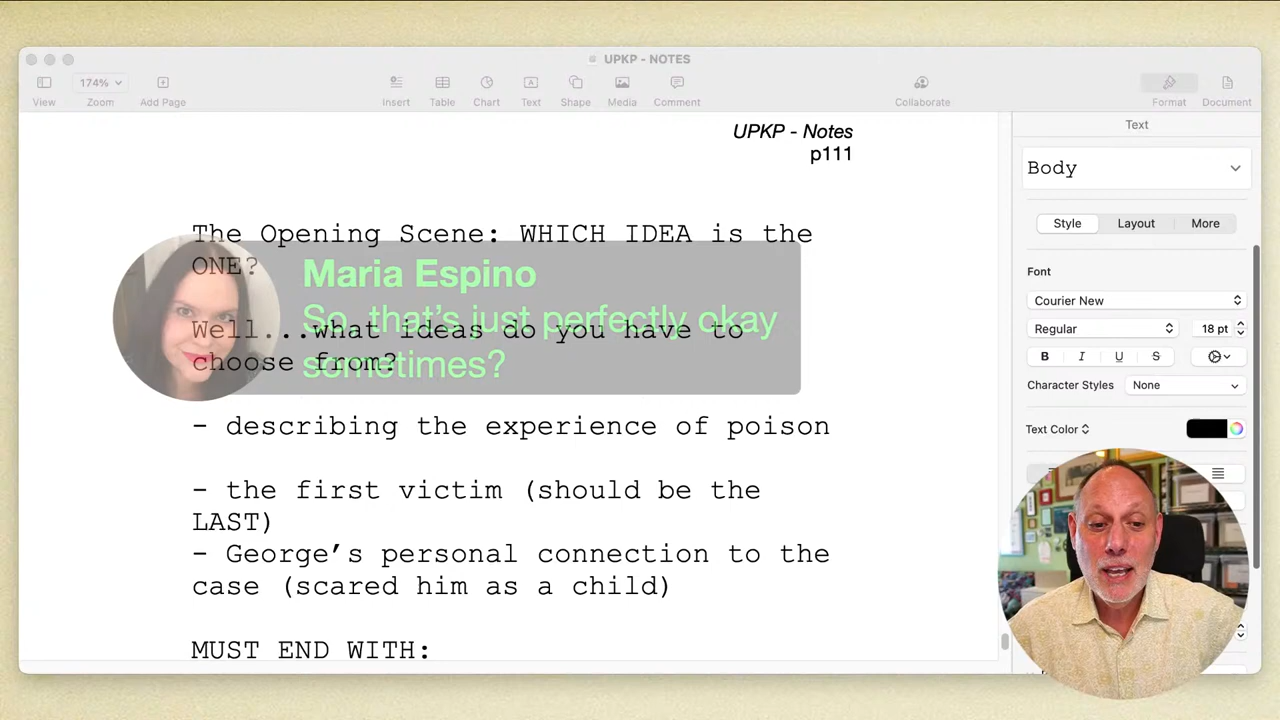 UPKP - NOTES
174%
View
Zoom
Add Page
Insert
Table
Chart
Text
Shape
Media
Comment
Collaborate
Format
Document
UPKP - Notes
p111
The Opening Scene: WHICH IDEA is the
ONE?
Well...what ideas do you have to
choose from?
- describing the experience of poison
- the first victim (should be the
LAST)
- George’s personal connection to the
case (scared him as a child)
MUST END WITH:
Maria Espino
So, that’s just perfectly okay
sometimes?
Text
Body
Style
Layout
More
Font
Courier New
Regular
18 pt
B I U S
Character Styles
None
Text Color